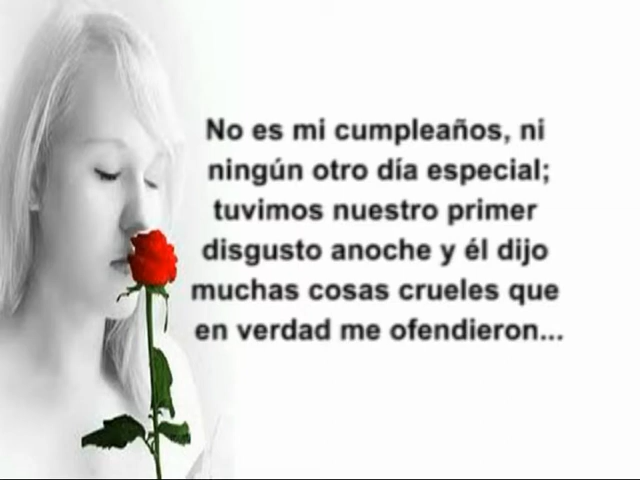 No es mi cumpleaños, ni
ningún otro día especial;
tuvimos nuestro primer
disgusto anoche y él dijo
muchas cosas crueles que
en verdad me ofendieron...